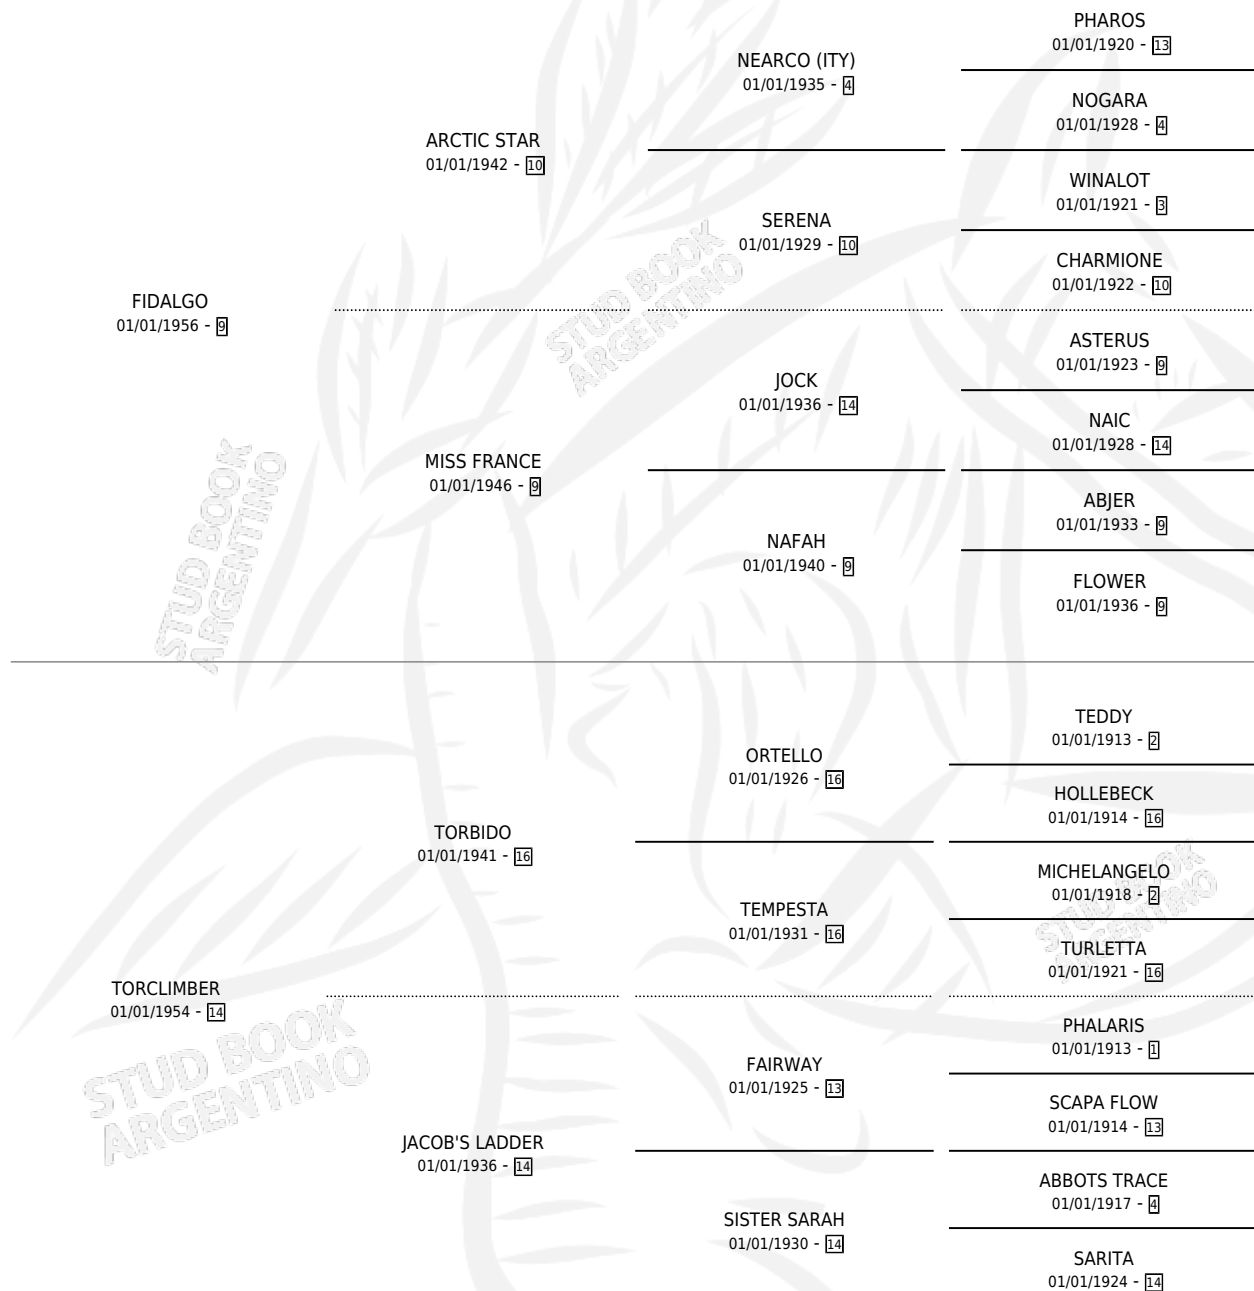 PHAROS
01/01/1920 - 13
NEARCO (ITY)
01/01/1935 - 4
NOGARA
01/01/1928 - 4
ARCTIC STAR
01/01/1942 - 10
WINALOT
01/01/1921 - 3
SERENA
01/01/1929 - 10
CHARMIONE
01/01/1922 - 10
FIDALGO
01/01/1956 - 9
ASTERUS
01/01/1923 - 9
JOCK
01/01/1936 - 14
NAIC
01/01/1928 - 14
MISS FRANCE
01/01/1946 - 9
ABJER
01/01/1933 - 9
NAFAH
01/01/1940 - 9
FLOWER
01/01/1936 - 9
TEDDY
01/01/1913 - 2
ORTELLO
01/01/1926 - 16
HOLLEBECK
01/01/1914 - 16
TORBIDO
01/01/1941 - 16
MICHELANGELO
01/01/1918 - 2
TEMPESTA
01/01/1931 - 16
TURLETTA
01/01/1921 - 16
TORCLIMBER
01/01/1954 - 14
PHALARIS
01/01/1913 - 1
FAIRWAY
01/01/1925 - 13
SCAPA FLOW
01/01/1914 - 13
JACOB'S LADDER
01/01/1936 - 14
ABBOTS TRACE
01/01/1917 - 4
SISTER SARAH
01/01/1930 - 14
SARITA
01/01/1924 - 14
STUD BOOK
ARGENTINO
STUD BOOK
ARGENTINO
STUD BOOK
ARGENTINO
STUD BOOK
ARGENTINO